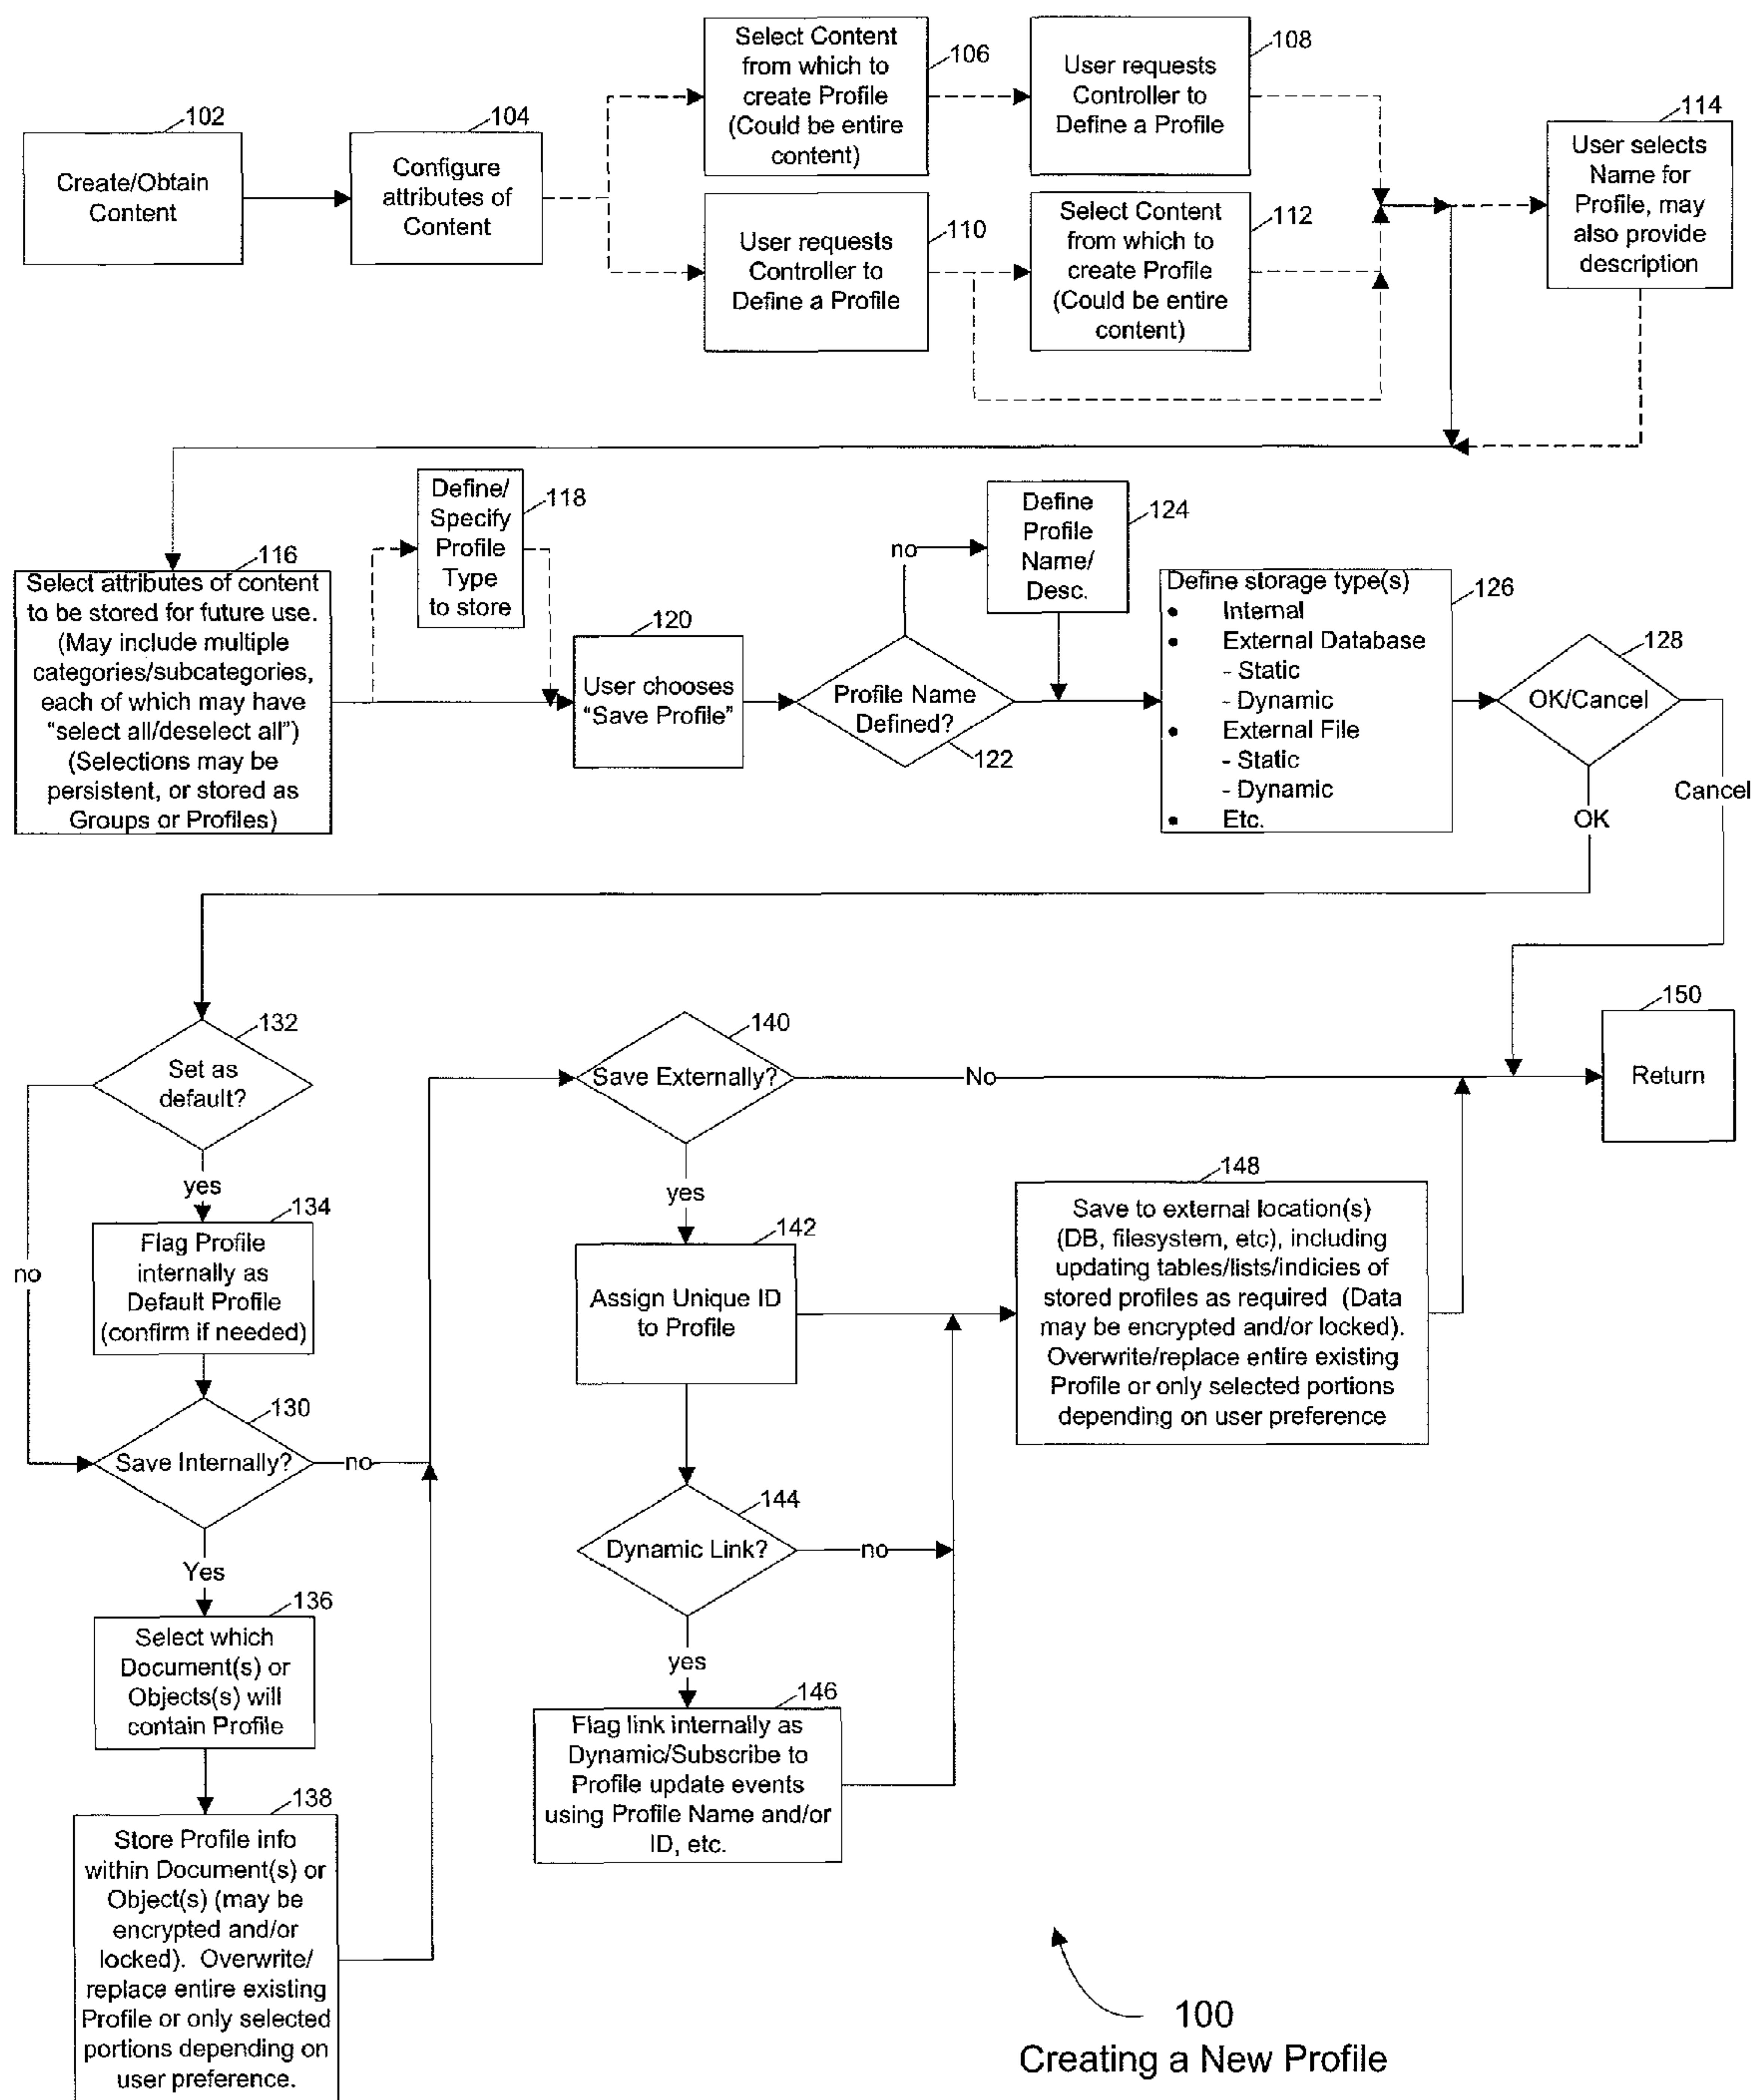 102
Create/Obtain
Content
104
Configure
attributes of
Content
106
Select Content
from which to
create Profile
(Could be entire
content)
108
User requests
Controller to
Define a Profile
110
User requests
Controller to
Define a Profile
112
Select Content
from which to
create Profile
(Could be entire
content)
114
User selects
Name for
Profile, may
also provide
description
116
Select attributes of content
to be stored for future use.
(May include multiple
categories/subcategories,
each of which may have
“select all/deselect all”)
(Selections may be
persistent, or stored as
Groups or Profiles)
118
Define/
Specify
Profile
Type
to store
120
User chooses
“Save Profile”
Profile Name
Defined?
122
no
124
Define
Profile
Name/
Desc.
126
Define storage type(s)
• Internal
• External Database
- Static
- Dynamic
• External File
- Static
- Dynamic
• Etc.
128
OK/Cancel
OK
Cancel
132
Set as
default?
no
yes
134
Flag Profile
internally as
Default Profile
(confirm if needed)
130
Save Internally?
no
Yes
136
Select which
Document(s) or
Objects(s) will
contain Profile
138
Store Profile info
within Document(s) or
Object(s) (may be
encrypted and/or
locked). Overwrite/
replace entire existing
Profile or only selected
portions depending on
user preference.
140
Save Externally?
No
yes
142
Assign Unique ID
to Profile
144
Dynamic Link?
no
yes
146
Flag link internally as
Dynamic/Subscribe to
Profile update events
using Profile Name and/or
ID, etc.
148
Save to external location(s)
(DB, filesystem, etc), including
updating tables/lists/indicies of
stored profiles as required (Data
may be encrypted and/or locked).
Overwrite/replace entire existing
Profile or only selected portions
depending on user preference
150
Return
100
Creating a New Profile